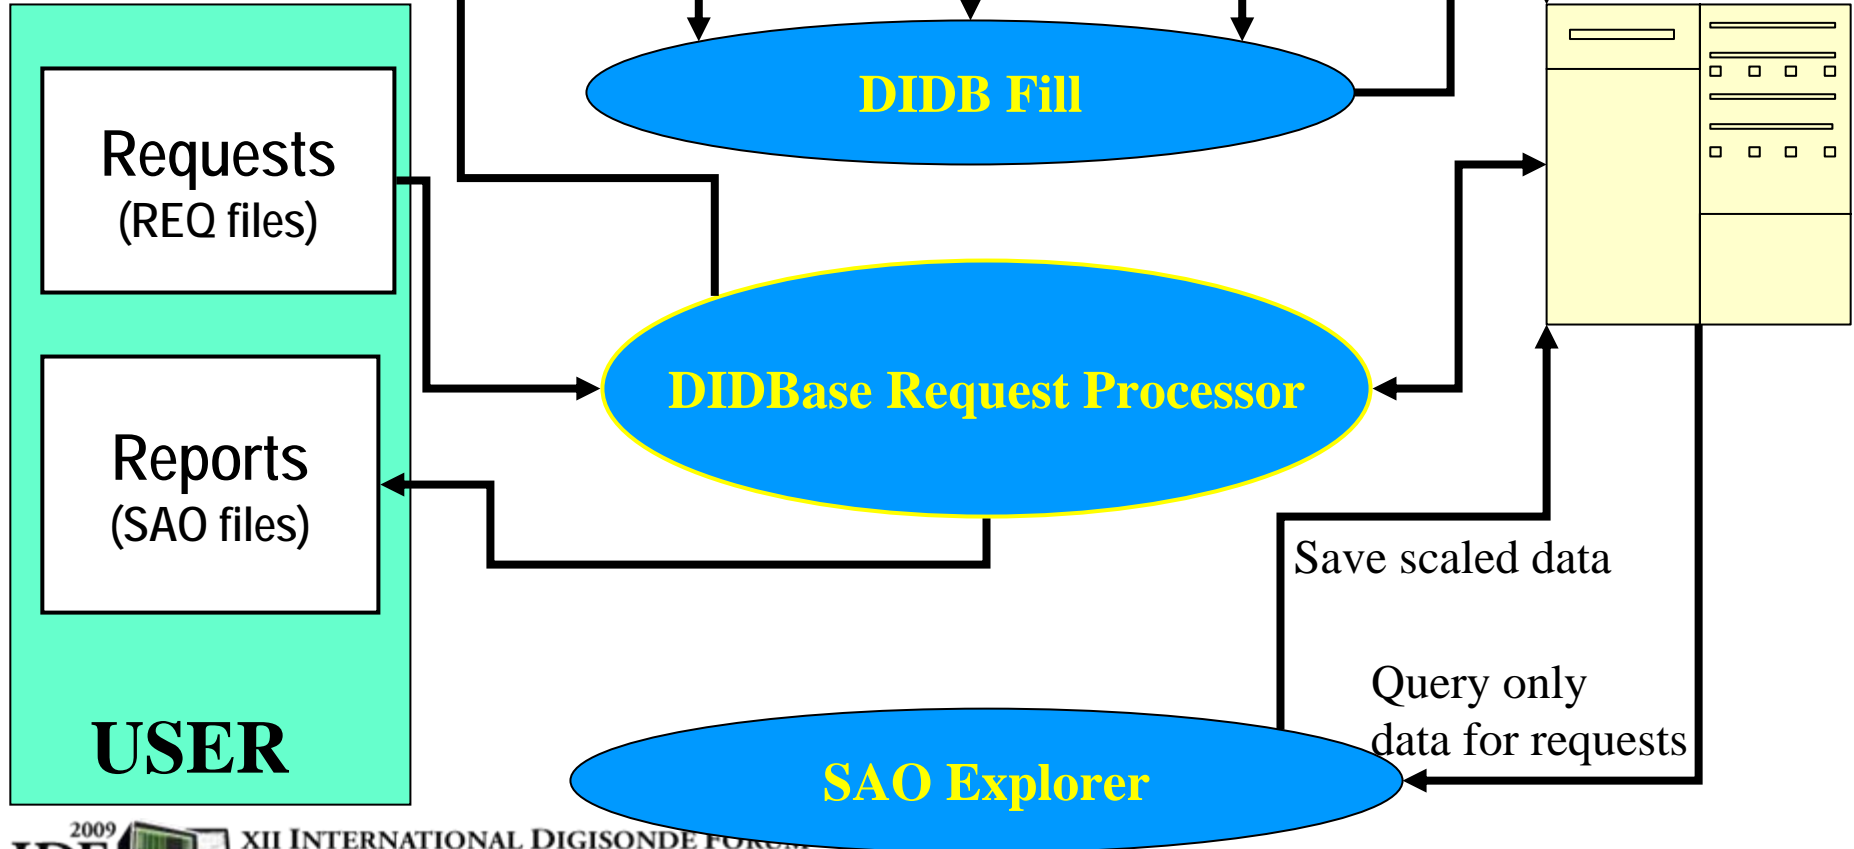 DIDB Fill
Requests
(REQ files)
DIDBase Request Processor
Reports
(SAO files)
Save scaled data
Query only
data for requests
USER
SAO Explorer
2009
XII INTERNATIONAL DIGISONDE FORUM